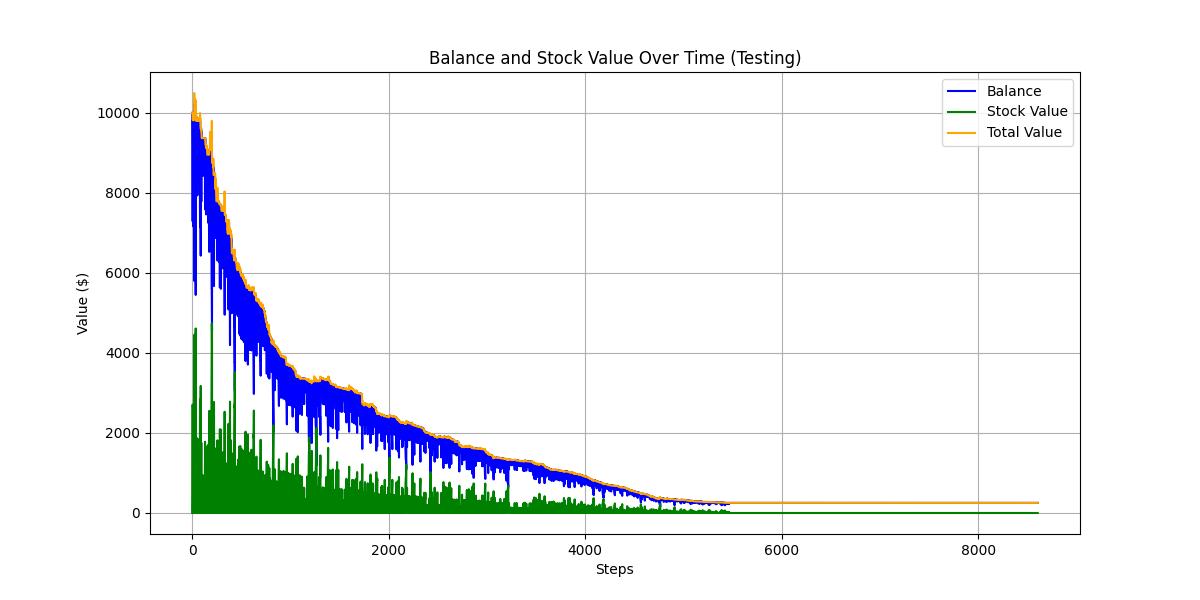 Balance and Stock Value Over Time (Testing)
Balance
Stock Value
Total Value
10000
8000
6000
4000
2000
0
Value ($)
0 2000 4000 6000 8000
Steps